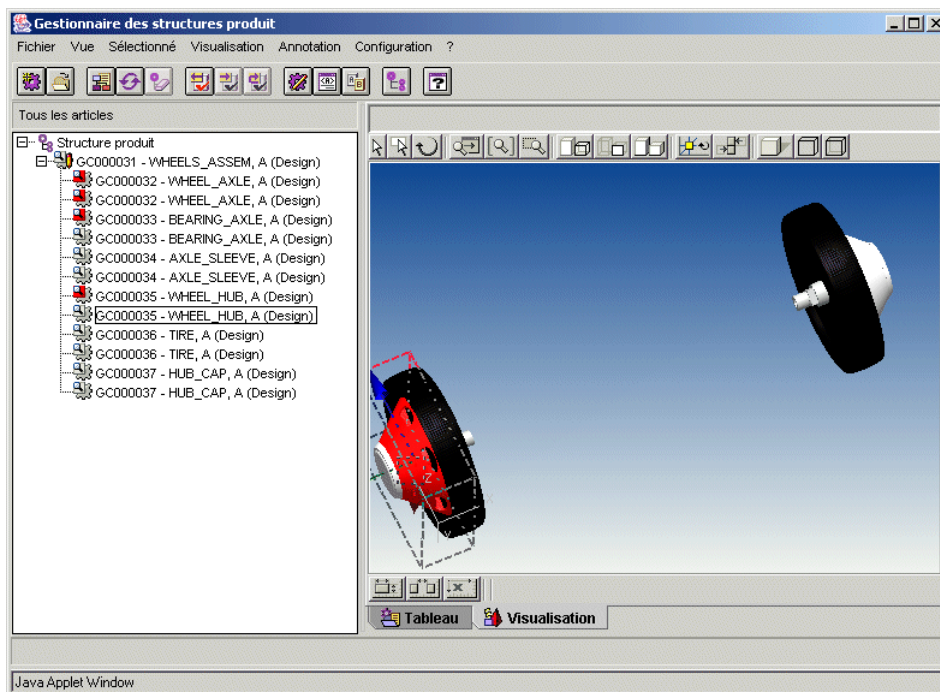 Gestionnaire des structures produit
Fichier Vue Sélectionné Visualisation Annotation Configuration ?
Tous les articles
Structure produit
GC000031 - WHEELS_ASSEM, A (Design)
GC000032 - WHEEL_AXLE, A (Design)
GC000032 - WHEEL_AXLE, A (Design)
GC000033 - BEARING_AXLE, A (Design)
GC000033 - BEARING_AXLE, A (Design)
GC000034 - AXLE_SLEEVE, A (Design)
GC000034 - AXLE_SLEEVE, A (Design)
GC000035 - WHEEL_HUB, A (Design)
GC000035 - WHEEL_HUB, A (Design)
GC000036 - TIRE, A (Design)
GC000036 - TIRE, A (Design)
GC000037 - HUB_CAP, A (Design)
GC000037 - HUB_CAP, A (Design)
Z
Tableau Visualisation
Java Applet Window